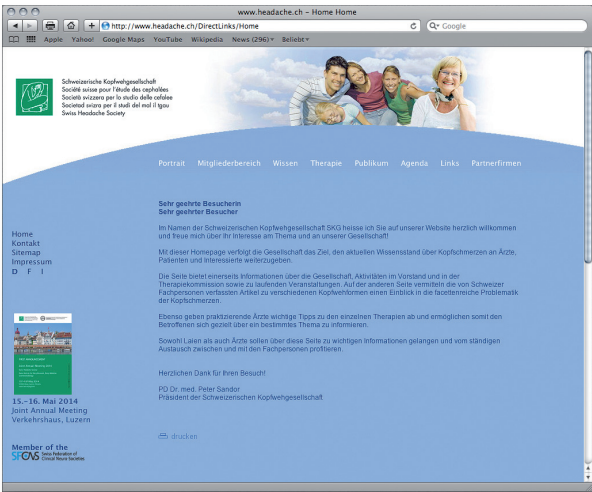 www.headache.ch – Home Home
http://www.headache.ch/DirectLinks/Home
Google
Apple Yahoo! Google Maps YouTube Wikipedia News (296) Beliebt
Schweizerische Kopfwehgesellschaft
Société suisse pour l'étude des cephalées
Società svizzera per lo studio delle cefalee
Societad svizra per il studi del mal il tgau
Swiss Headache Society
Portrait Mitgliederbereich Wissen Therapie Publikum Agenda Links Partnerfirmen
Home
Kontakt
Sitemap
Impressum
D F I
Sehr geehrte Besucherin
Sehr geehrter Besucher
Im Namen der Schweizerischen Kopfwehgesellschaft SKG heisse ich Sie auf unserer Website herzlich willkommen
und freue mich über Ihr Interesse am Thema und an unserer Gesellschaft!
Mit dieser Homepage verfolgt die Gesellschaft das Ziel, den aktuellen Wissensstand über Kopfschmerzen an Ärzte,
Patienten und Interessierte weiterzugeben.
Die Seite bietet einerseits Informationen über die Gesellschaft, Aktivitäten im Vorstand und in der
Therapiekommission sowie zu laufenden Veranstaltungen. Auf der anderen Seite vermitteln die von Schweizer
Fachpersonen verfassten Artikel zu verschiedenen Kopfwehformen einen Einblick in die facettenreiche Problematik
der Kopfschmerzen.
Ebenso geben praktizierende Ärzte wichtige Tipps zu den einzelnen Therapien ab und ermöglichen somit den
Betroffenen sich gezielt über ein bestimmtes Thema zu informieren.
Sowohl Laien als auch Ärzte sollen über diese Seite zu wichtigen Informationen gelangen und vom ständigen
Austausch zwischen und mit den Fachpersonen profitieren.
Herzlichen Dank für Ihren Besuch!
PD Dr. med. Peter Sandor
Präsident der Schweizerischen Kopfwehgesellschaft
drucken
15.–16. Mai 2014
Joint Annual Meeting
Verkehrshaus, Luzern
Member of the
SFCNS Swiss Federation of
Clinical Neuro-Societies